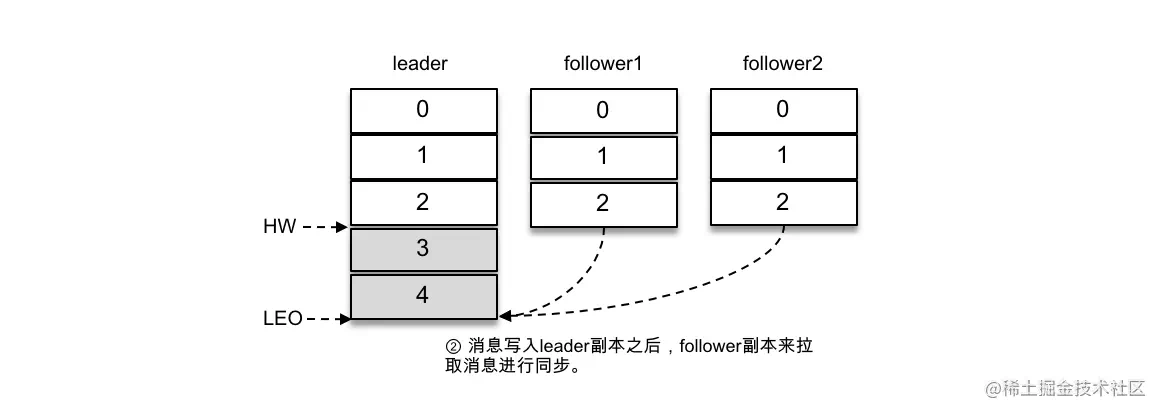 leader follower1 follower2
0 0 0
1 1 1
2 2 2
HW
3
4
LEO
② 消息写入leader副本之后，follower副本来拉
取消息进行同步。
@稀土掘金技术社区